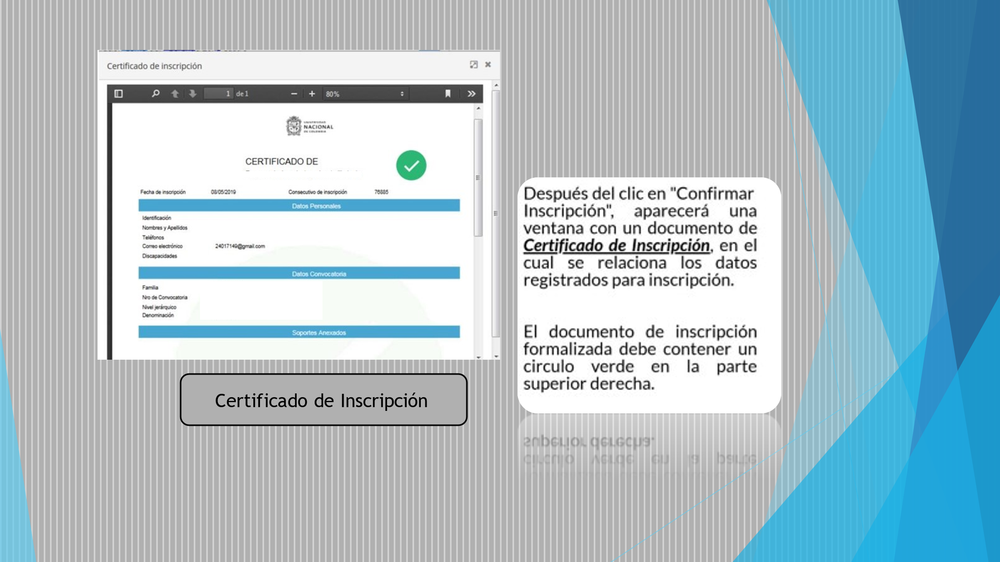 Certificado de inscripción
1 de 1
80%
UNIVERSIDAD
NACIONAL
DE COLOMBIA
CERTIFICADO DE
Fecha de inscripción 08/05/2019 Consecutivo de inscripción 76885
Datos Personales
Identificación
Nombres y Apellidos
Teléfonos
Correo electrónico 24017149@gmail.com
Discapacidades
Datos Convocatoria
Familia
Nro de Convocatoria
Nivel jerárquico
Denominación
Soportes Anexados
Certificado de Inscripción
Después del clic en "Confirmar
Inscripción", aparecerá una
ventana con un documento de
Certificado de Inscripción, en el
cual se relaciona los datos
registrados para inscripción.
El documento de inscripción
formalizada debe contener un
circulo verde en la parte
superior derecha.